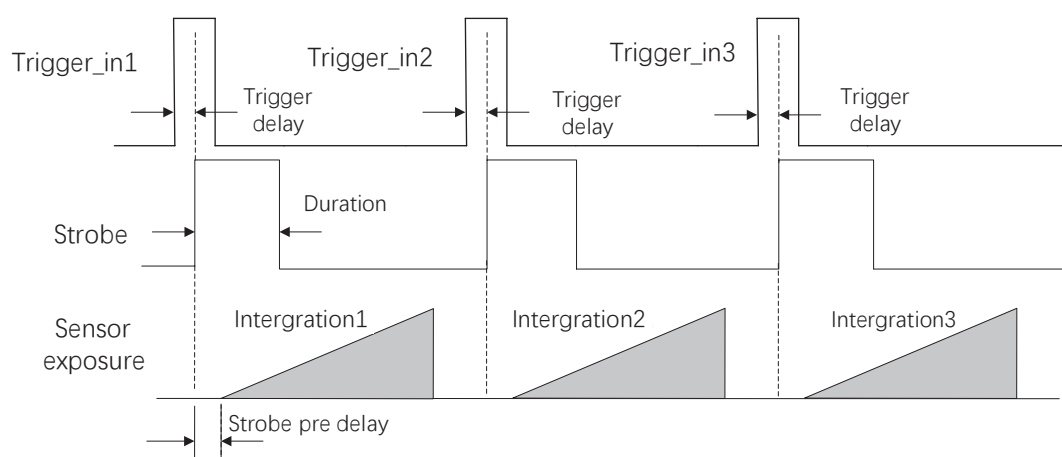 Trigger_in1
Trigger_in2
Trigger_in3
Trigger
delay
Trigger
delay
Trigger
delay
Duration
Strobe
Intergration1
Intergration2
Intergration3
Sensor
exposure
Strobe pre delay